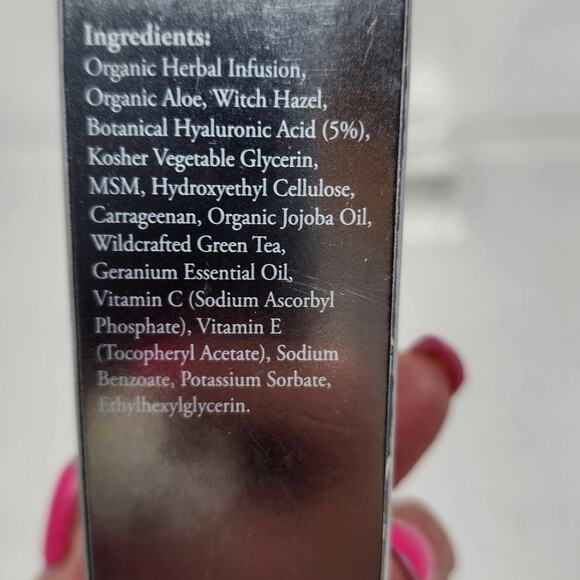 Ingredients:
Organic Herbal Infusion,
Organic Aloe, Witch Hazel,
Botanical Hyaluronic Acid (5%),
Kosher Vegetable Glycerin,
MSM, Hydroxyethyl Cellulose,
Carrageenan, Organic Jojoba Oil,
Wildcrafted Green Tea,
Geranium Essential Oil,
Vitamin C (Sodium Ascorbyl
Phosphate), Vitamin E
(Tocopheryl Acetate), Sodium
Benzoate, Potassium Sorbate,
Ethylhexylglycerin.